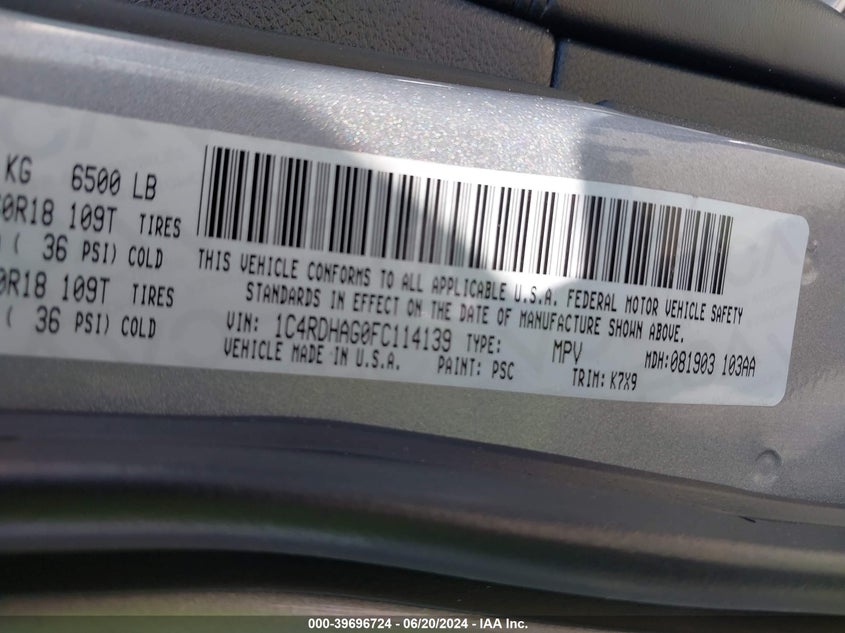 KG 6500 LB
0R18 109T TIRES
( 36 PSI) COLD
0R18 109T TIRES
( 36 PSI) COLD
THIS VEHICLE CONFORMS TO ALL APPLICABLE U.S.A. FEDERAL MOTOR VEHICLE SAFETY
STANDARDS IN EFFECT ON THE DATE OF MANUFACTURE SHOWN ABOVE.
VIN: 1C4RDHAG0FC114139 TYPE: MPV MDH:081903 103AA
VEHICLE MADE IN U.S.A. PAINT: PSC TRIM: K7X9
000-39696724 - 06/20/2024 - IAAI Inc.